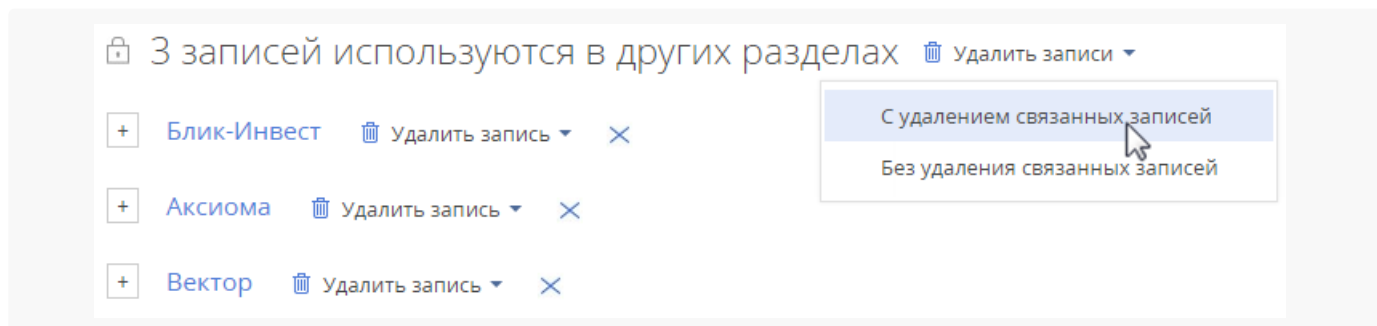 3 записей используются в других разделах Удалить записи
С удалением связанных записей
Без удаления связанных записей
+ Блик-Инвест Удалить запись
+ Аксиома Удалить запись
+ Вектор Удалить запись